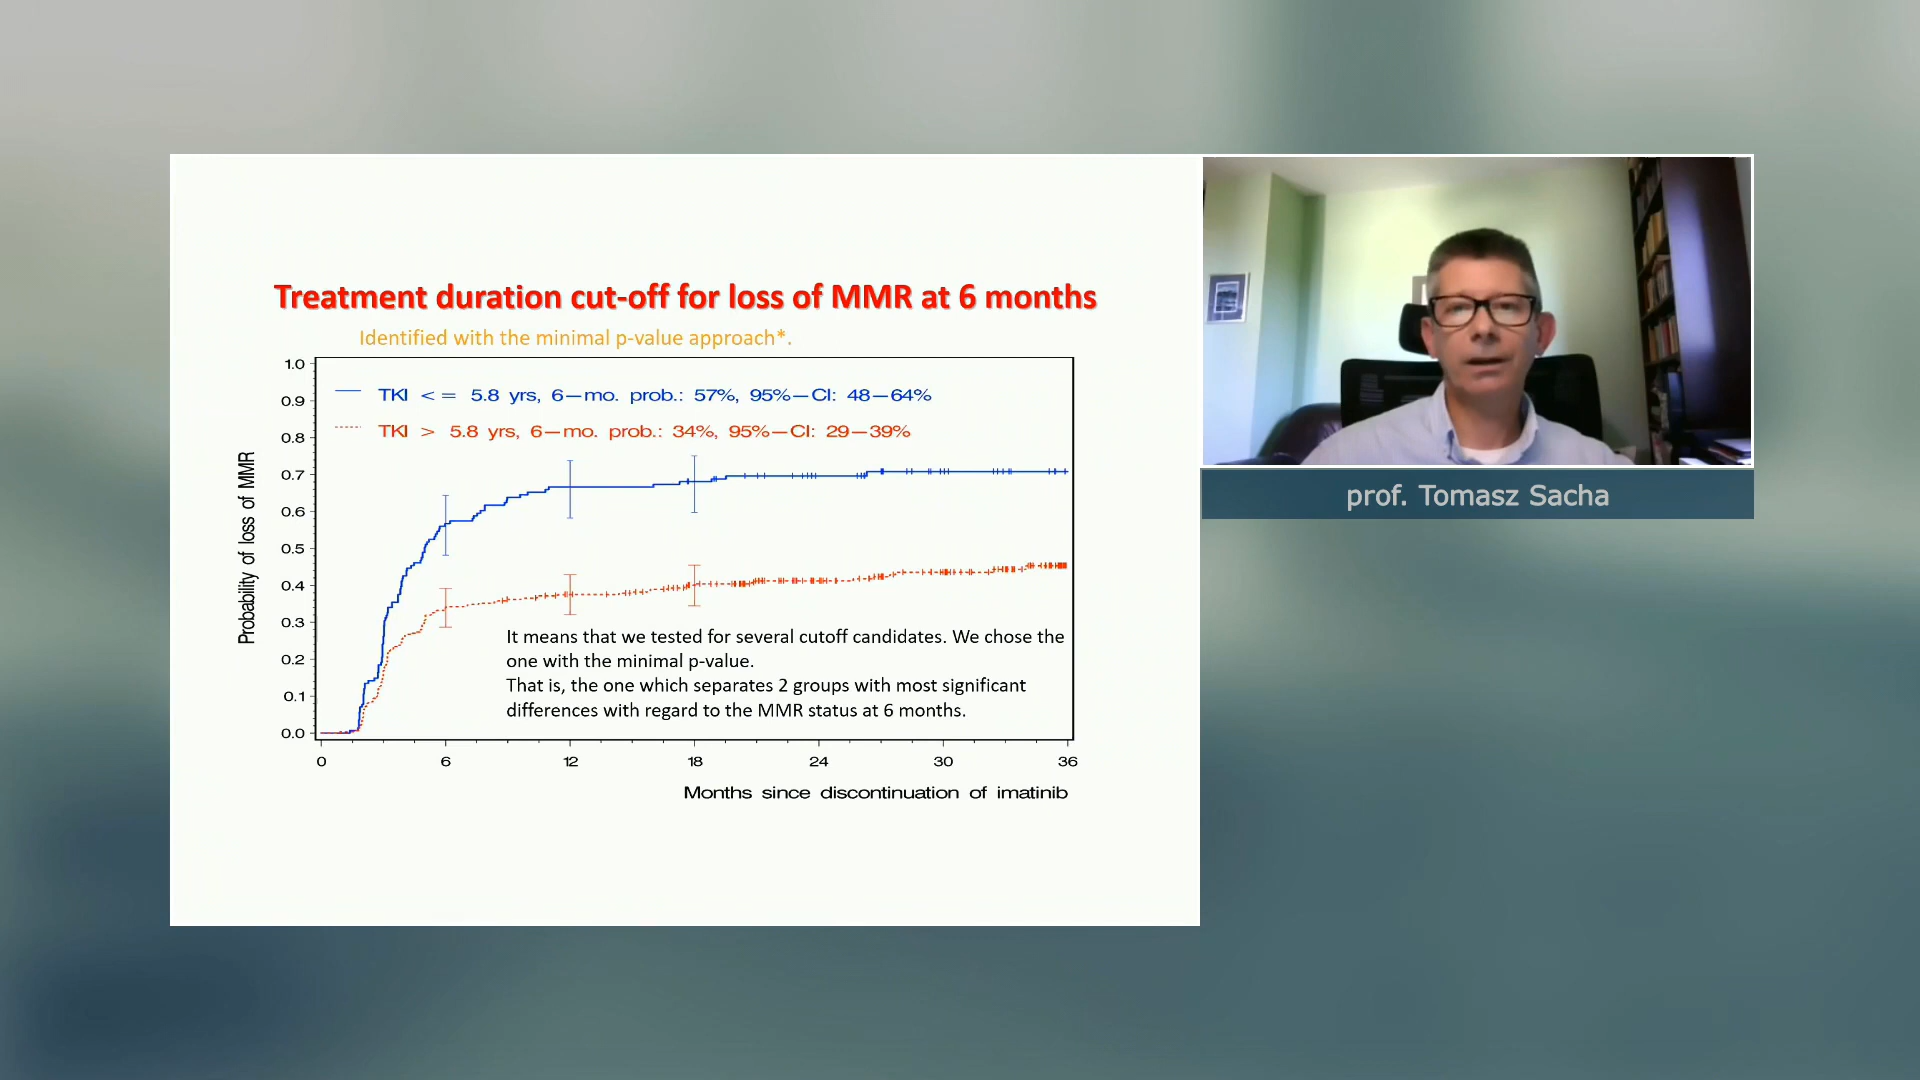 Treatment duration cut-off for loss of MMR at 6 months
Identified with the minimal p-value approach*.
TKI <= 5.8 yrs, 6-mo. prob.: 57%, 95%-CI: 48-64%
TKI > 5.8 yrs, 6-mo. prob.: 34%, 95%-CI: 29-39%
Probability of loss of MMR
1.0
0.9
0.8
0.7
0.6
0.5
0.4
0.3
0.2
0.1
0.0
It means that we tested for several cutoff candidates. We chose the
one with the minimal p-value.
That is, the one which separates 2 groups with most significant
differences with regard to the MMR status at 6 months.
0 6 12 18 24 30 36
Months since discontinuation of imatinib
prof. Tomasz Sacha